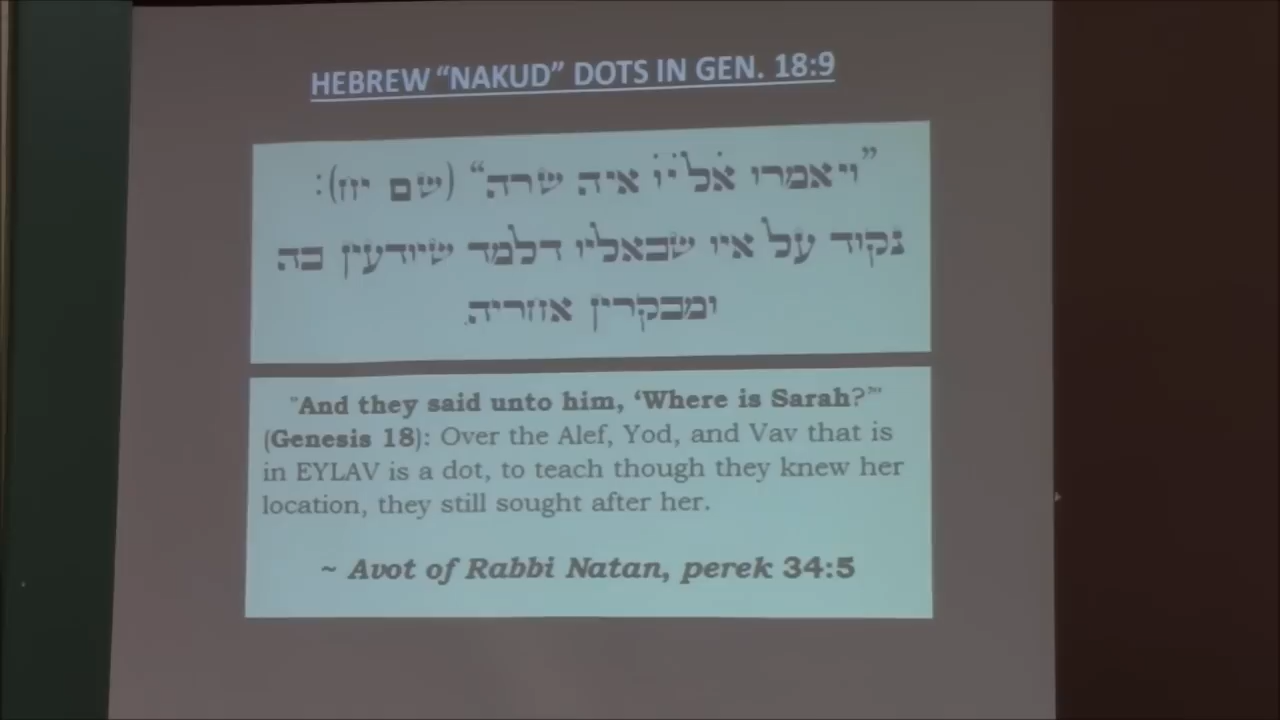 HEBREW “NAKUD” DOTS IN GEN. 18:9
”ויאמרו אׄליׄוׄ איה שרה“ (שם יח):
נקוד על איו שבאליו דלמד שיודעין בה
ומבקרין אחריה.
"And they said unto him, ‘Where is Sarah?’"
(Genesis 18): Over the Alef, Yod, and Vav that is
in EYLAV is a dot, to teach though they knew her
location, they still sought after her.
~ Avot of Rabbi Natan, perek 34:5